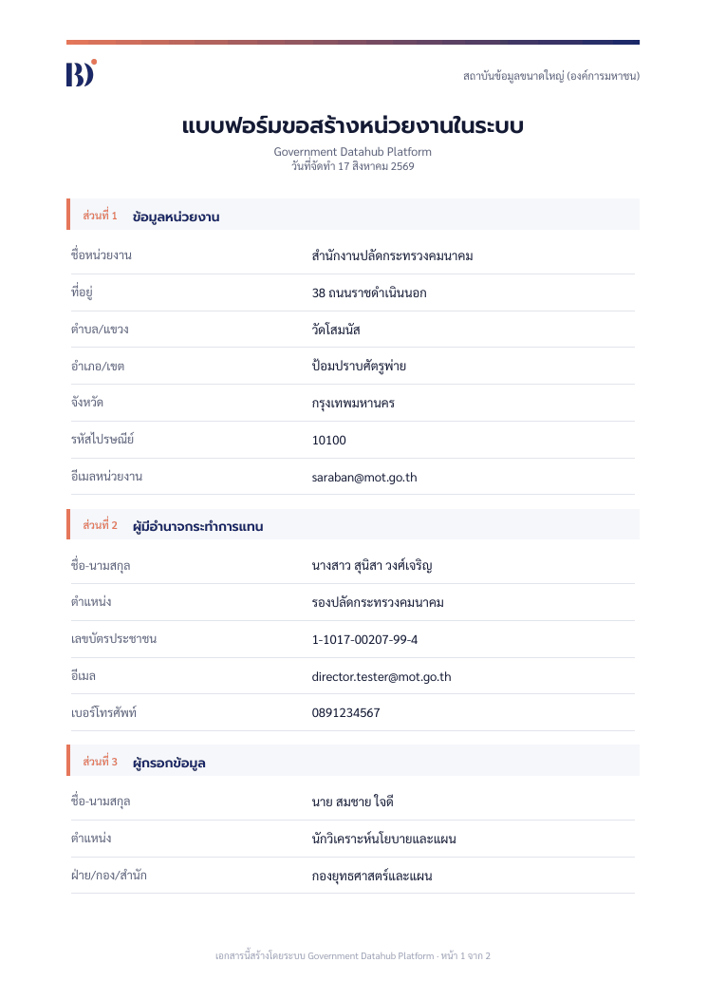 BD
สถาบันข้อมูลขนาดใหญ่ (องค์การมหาชน)
แบบฟอร์มขอสร้างหน่วยงานในระบบ
Government Datahub Platform
วันที่จัดทำ 17 สิงหาคม 2569
ส่วนที่ 1 ข้อมูลหน่วยงาน
ชื่อหน่วยงาน สำนักงานปลัดกระทรวงคมนาคม
ที่อยู่ 38 ถนนราชดำเนินนอก
ตำบล/แขวง วัดโสมนัส
อำเภอ/เขต ป้อมปราบศัตรูพ่าย
จังหวัด กรุงเทพมหานคร
รหัสไปรษณีย์ 10100
อีเมลหน่วยงาน saraban@mot.go.th
ส่วนที่ 2 ผู้มีอำนาจกระทำการแทน
ชื่อ-นามสกุล นางสาว สุนิสา วงศ์เจริญ
ตำแหน่ง รองปลัดกระทรวงคมนาคม
เลขบัตรประชาชน 1-1017-00207-99-4
อีเมล director.tester@mot.go.th
เบอร์โทรศัพท์ 0891234567
ส่วนที่ 3 ผู้กรอกข้อมูล
ชื่อ-นามสกุล นาย สมชาย ใจดี
ตำแหน่ง นักวิเคราะห์นโยบายและแผน
ฝ่าย/กอง/สำนัก กองยุทธศาสตร์และแผน
เอกสารนี้สร้างโดยระบบ Government Datahub Platform · หน้า 1 จาก 2